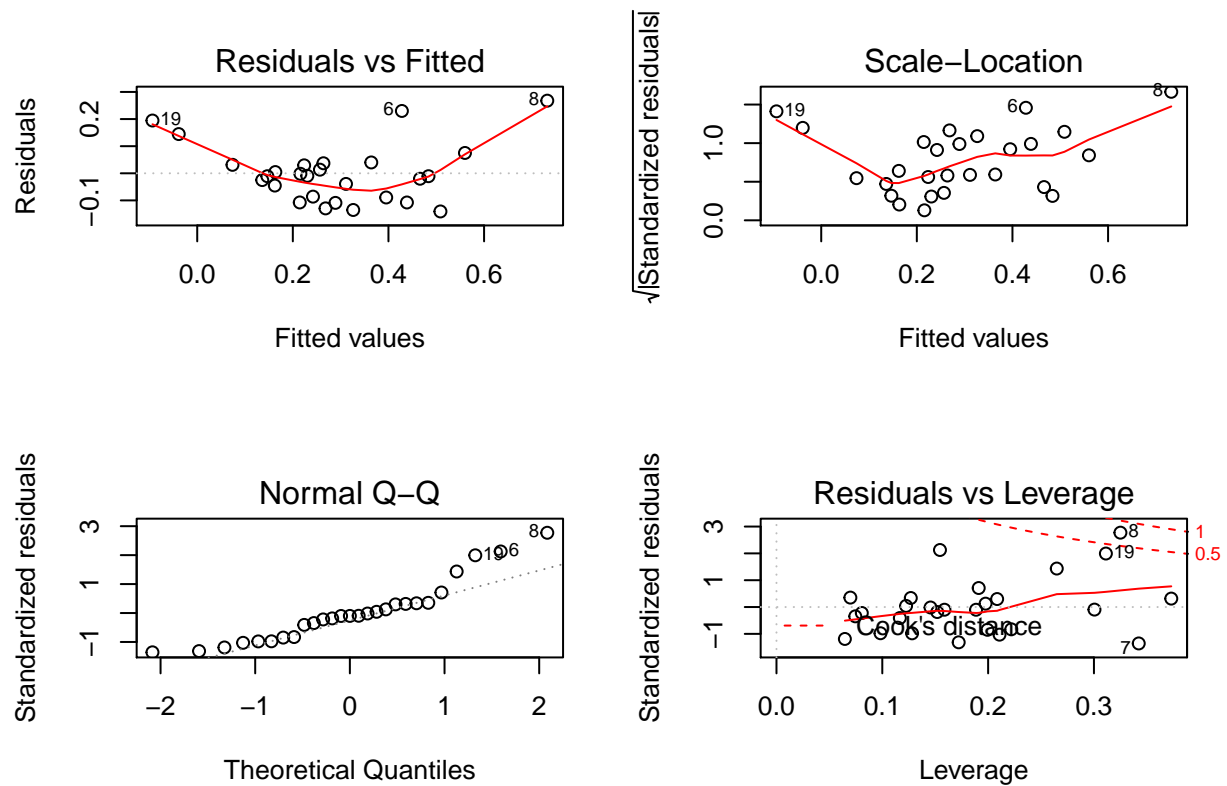 Residuals vs Fitted
Residuals
0.2
−0.1
19
6
8
0.0 0.2 0.4 0.6
Fitted values
Scale−Location
√|Standardized residuals|
1.0
0.0
19
6
8
0.0 0.2 0.4 0.6
Fitted values
Normal Q−Q
Standardized residuals
3
1
−1
19
6
8
−2 −1 0 1 2
Theoretical Quantiles
Residuals vs Leverage
Standardized residuals
3
1
−1
8
19
7
1
0.5
Cook's distance
0.0 0.1 0.2 0.3
Leverage